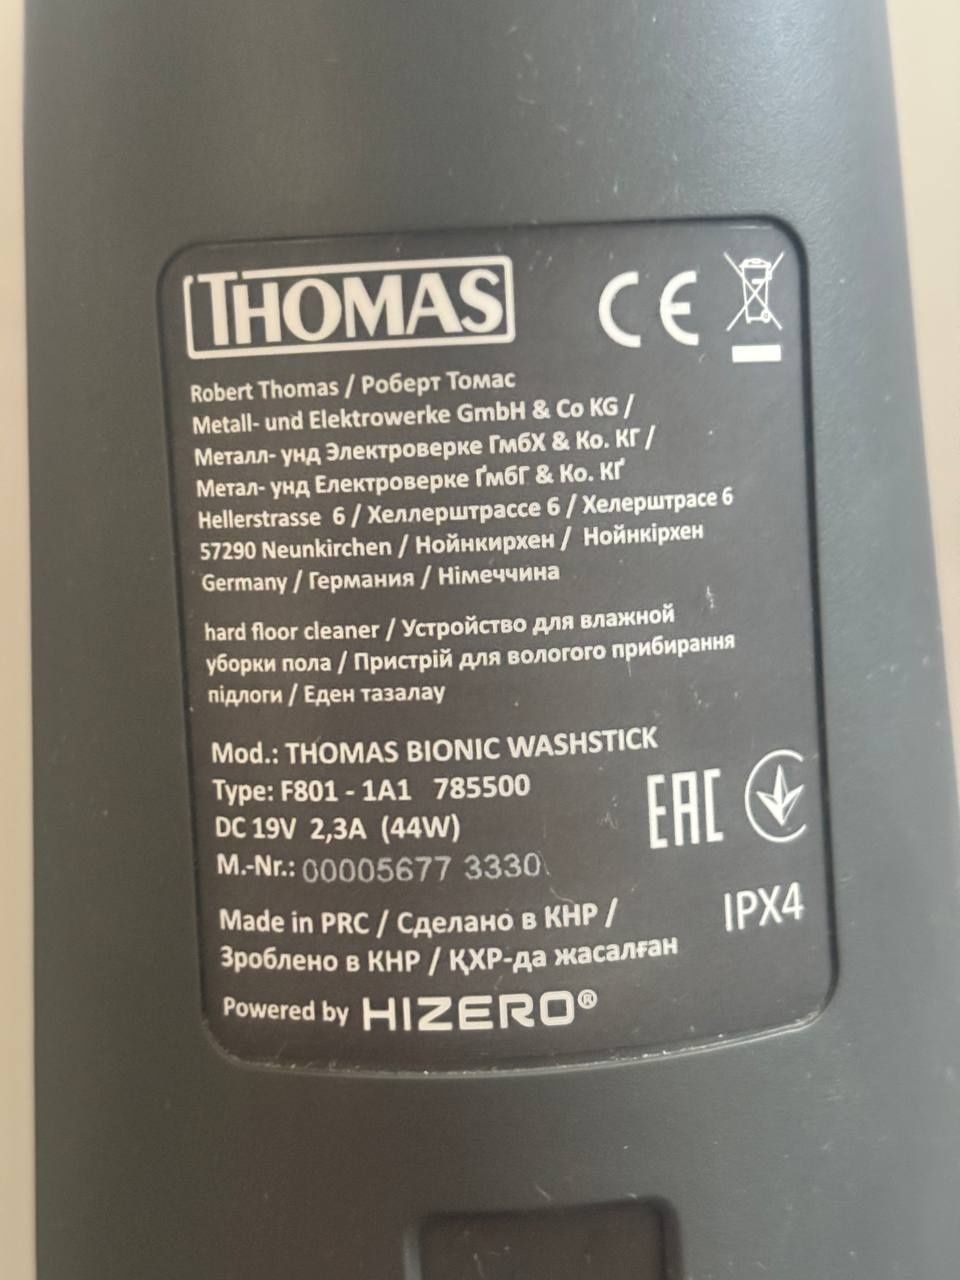 THOMAS
CE
Robert Thomas / Роберт Томас
Metall- und Elektrowerke GmbH & Co KG /
Металл- унд Электроверке ГмбХ & Ко. КГ /
Метал- унд Електроверке ҐмбГ & Ко. КҐ
Hellerstrasse 6 / Хеллерштрассе 6 / Хелерштрасе 6
57290 Neunkirchen / Нойнкирхен / Нойнкірхен
Germany / Германия / Німеччина
hard floor cleaner / Устройство для влажной
уборки пола / Пристрій для вологого прибирання
підлоги / Еден тазалау
Mod.: THOMAS BIONIC WASHSTICK
Type: F801 - 1A1 785500
DC 19V 2,3A (44W)
M.-Nr.: 00005677 3330
EAC
Made in PRC / Сделано в КНР /
Зроблено в КНР / ҚХР-да жасалған
IPX4
Powered by HIZERO®